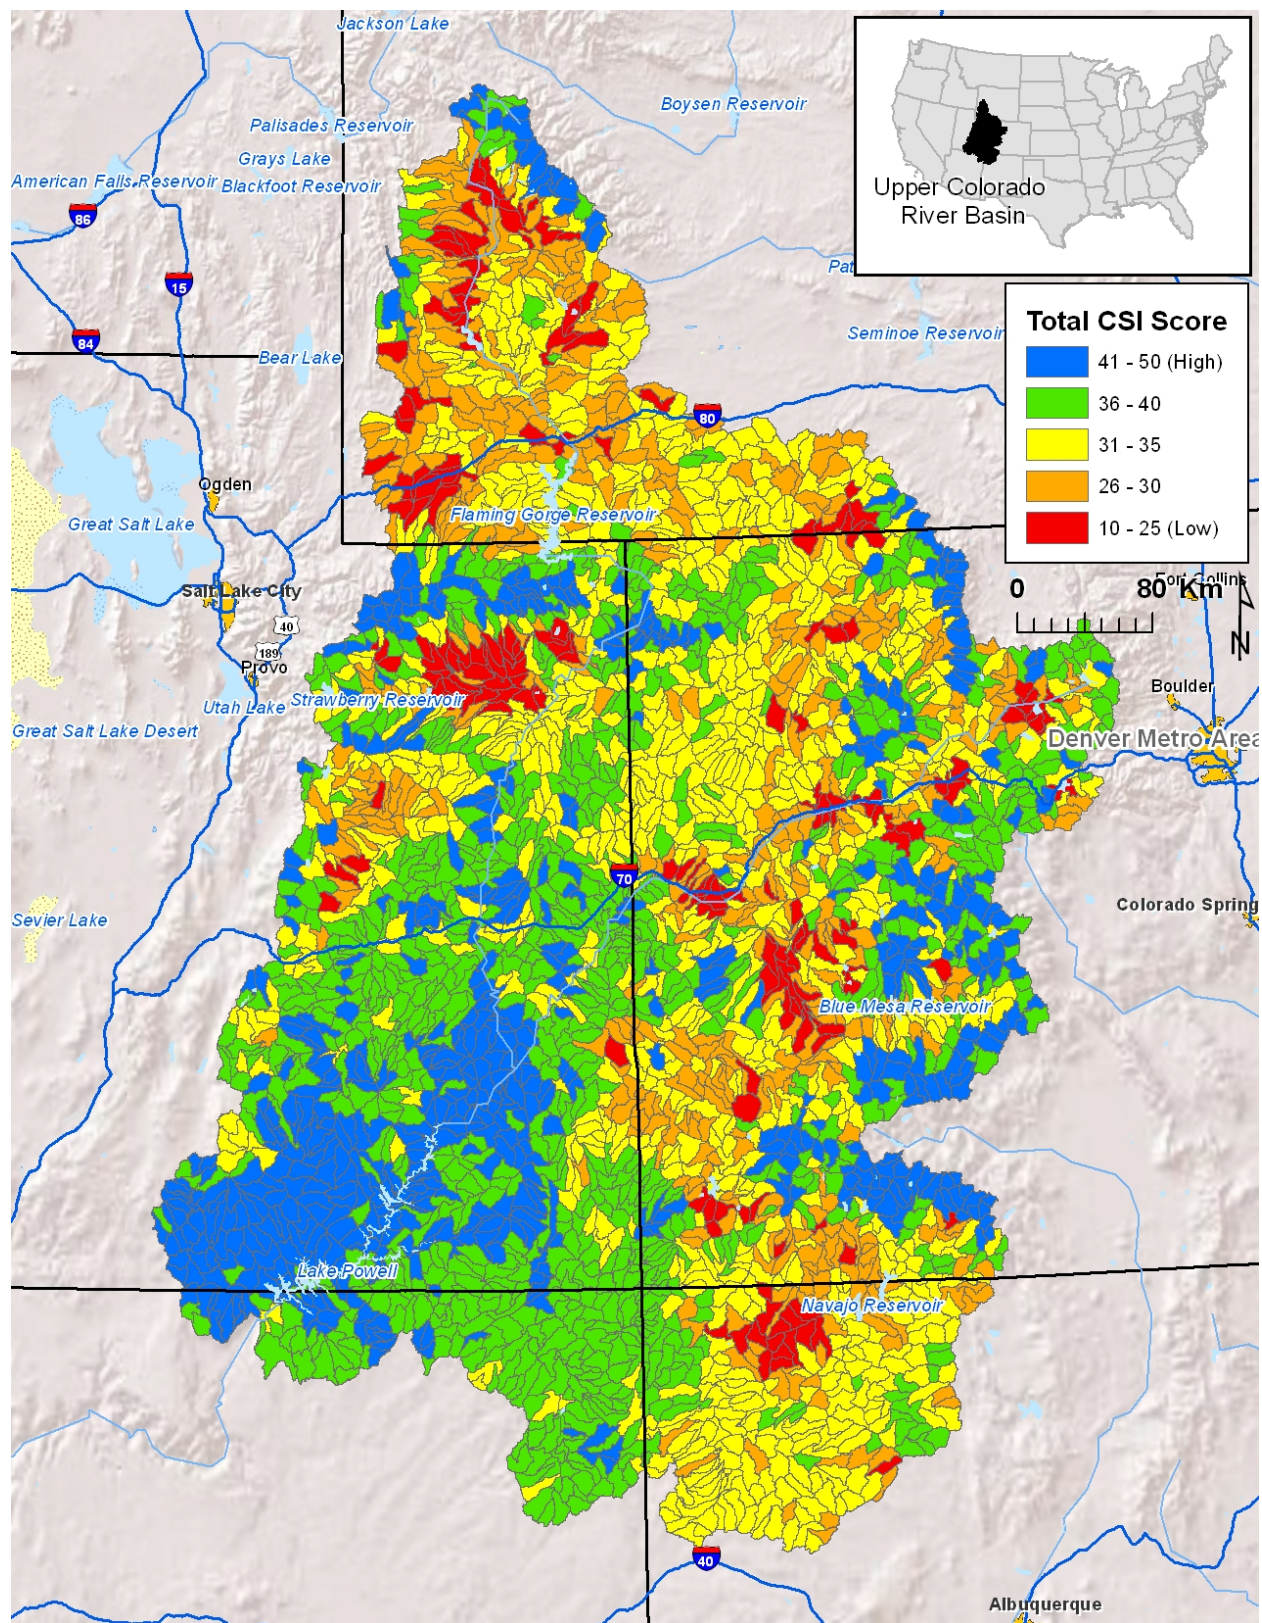 Jackson Lake
Boysen Reservoir
Palisades Reservoir
Grays Lake
American Falls Reservoir
Blackfoot Reservoir
Upper Colorado
River Basin
86
Pat
15
Total CSI Score
Seminoe Reservoir
84
Bear Lake
41 - 50 (High)
36 - 40
80
31 - 35
Ogden
26 - 30
Flaming Gorge Reservoir
Great Salt Lake
10 - 25 (Low)
Fort Collins
0
80 Km
Salt Lake City
40
N
189
Provo
Boulder
Strawberry Reservoir
Utah Lake
Great Salt Lake Desert
Denver Metro Area
70
Sevier Lake
Colorado Spring
Blue Mesa Reservoir
Lake Powell
Navajo Reservoir
40
Albuquerque